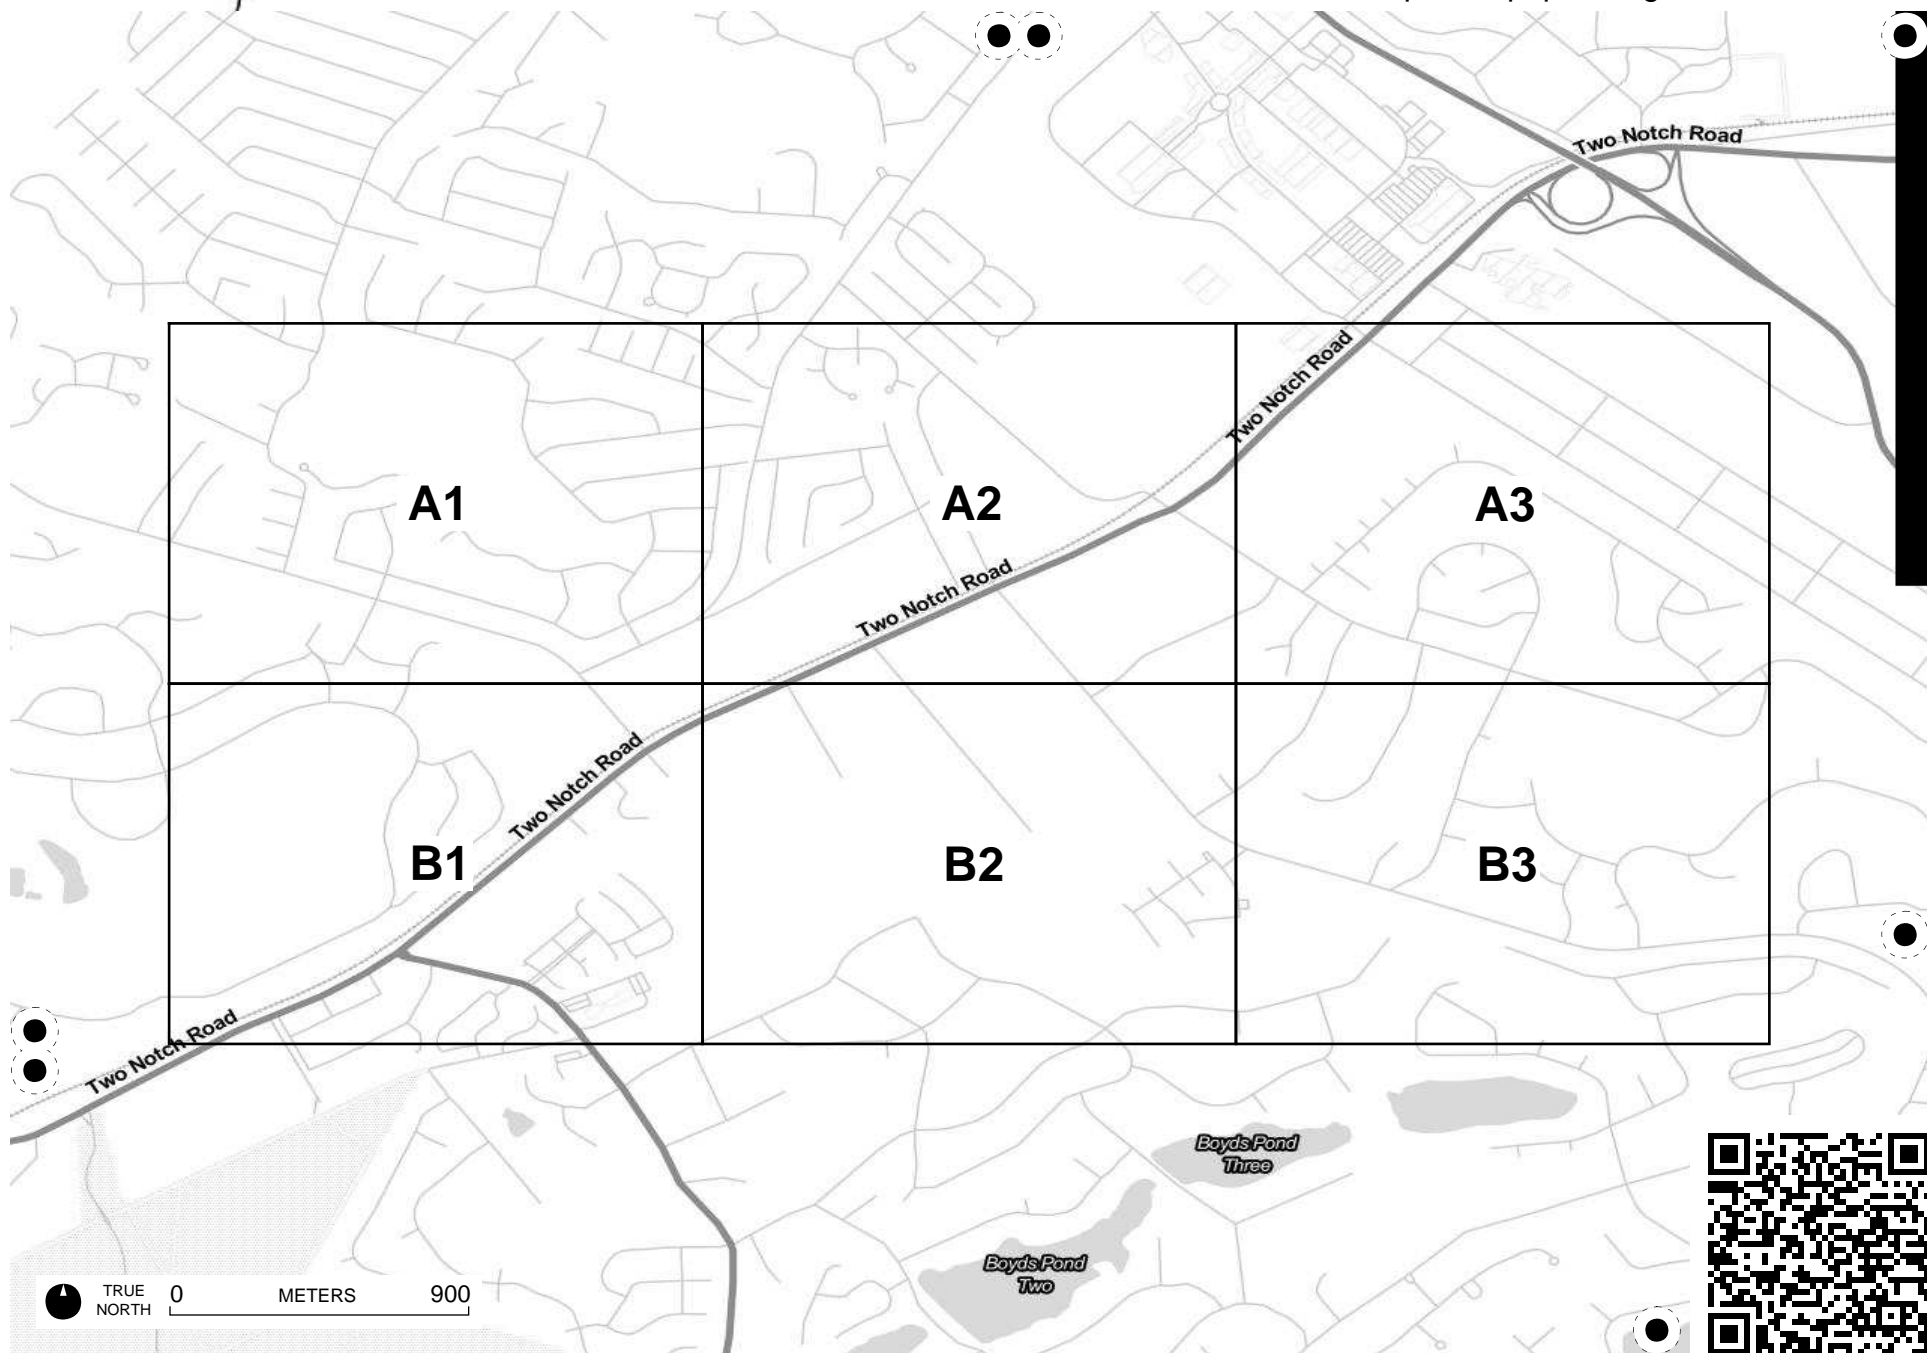 Two Notch Road
Two Notch Road
A1
A2
A3
Two Notch Road
Two Notch Road
B1
B2
B3
Two Notch Road
Boyds Pond
Three
Boyds Pond
Two
TRUE
NORTH
0
METERS
900